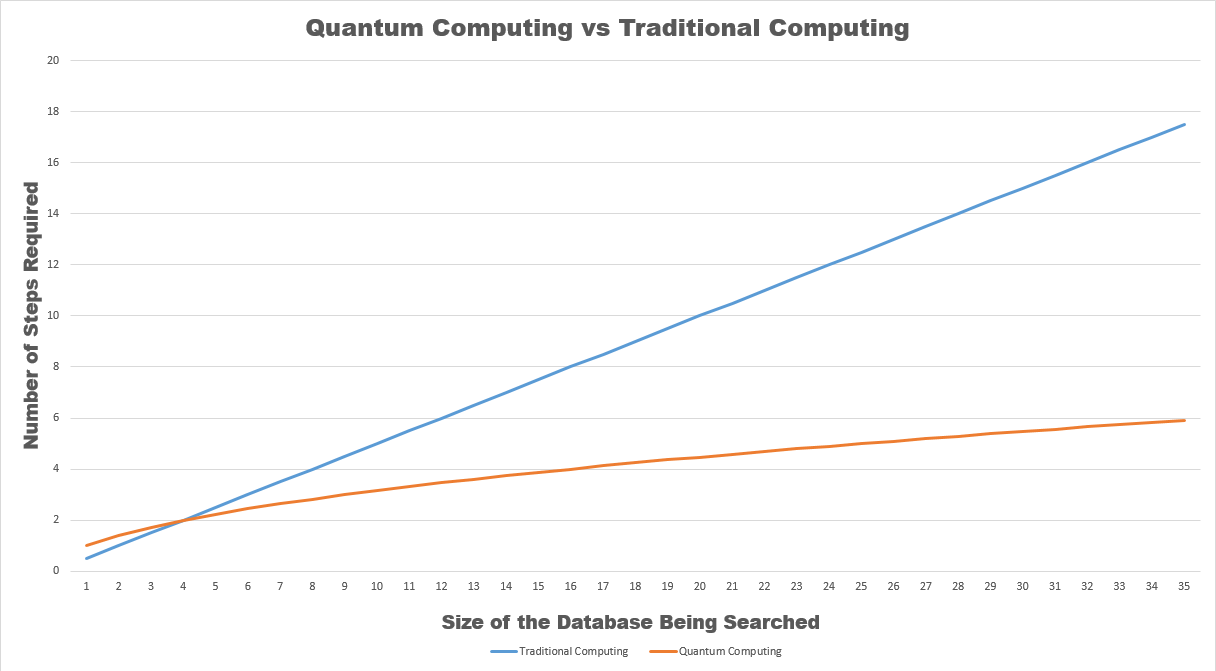 Quantum Computing vs Traditional Computing
20
18
16
14
12
10
8
6
4
2
0
Number of Steps Required
1 2 3 4 5 6 7 8 9 10 11 12 13 14 15 16 17 18 19 20 21 22 23 24 25 26 27 28 29 30 31 32 33 34 35
Size of the Database Being Searched
Traditional Computing Quantum Computing